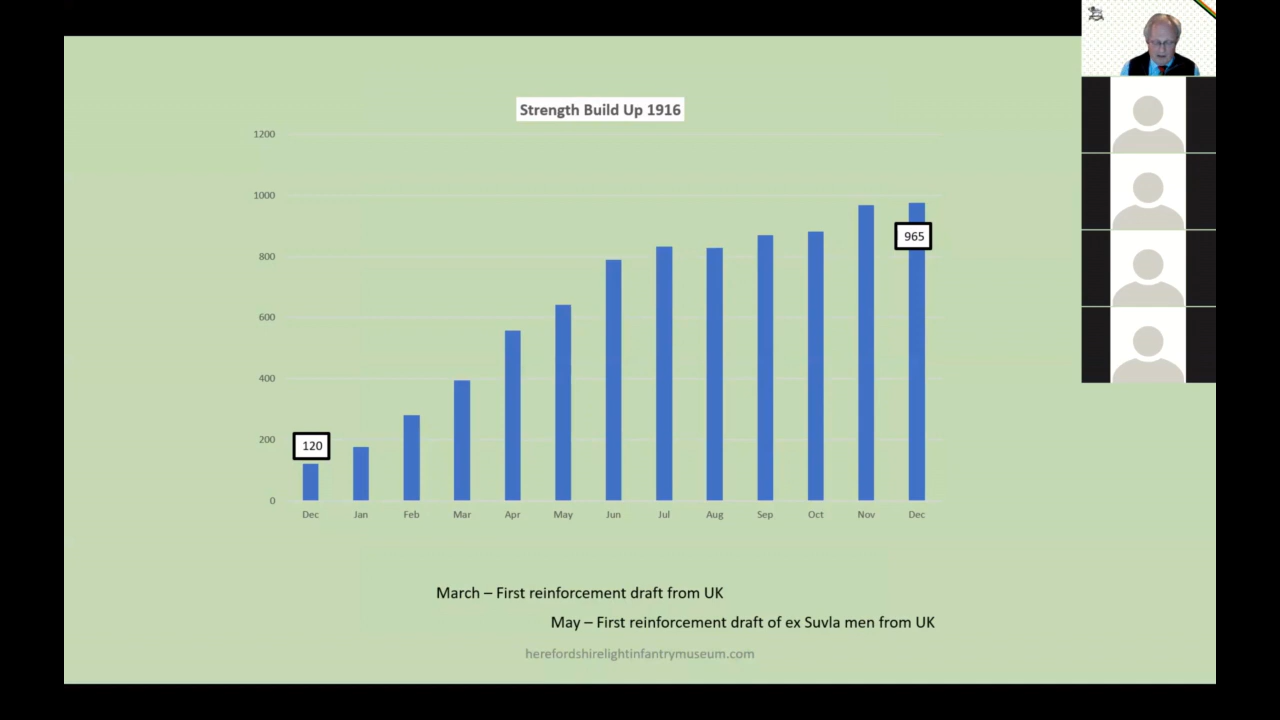 Strength Build Up 1916
1200
1000
800
600
400
200
0
120
965
Dec Jan Feb Mar Apr May Jun Jul Aug Sep Oct Nov Dec
March – First reinforcement draft from UK
May – First reinforcement draft of ex Suvla men from UK
herefordshirelightinfantrymuseum.com